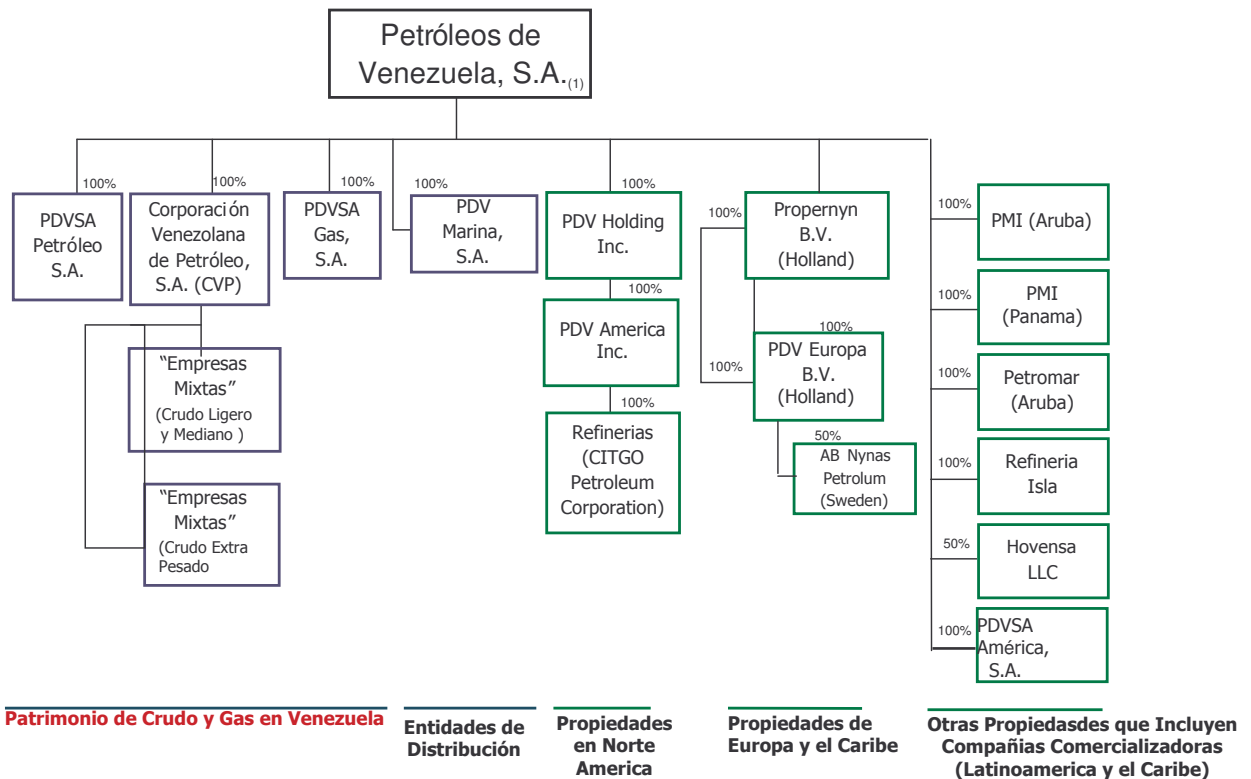 Petróleos de
Venezuela, S.A.(1)
100%
PDVSA
Petróleo
S.A.
100%
Corporación
Venezolana
de Petróleo,
S.A. (CVP)
"Empresas
Mixtas”
(Crudo Ligero
y Mediano )
"Empresas
Mixtas”
(Crudo Extra
Pesado
100%
PDVSA
Gas,
S.A.
100%
PDV
Marina,
S.A.
100%
PDV Holding
Inc.
100%
PDV America
Inc.
100%
Refinerias
(CITGO
Petroleum
Corporation)
100%
Propernyn
B.V.
(Holland)
100%
100%
PDV Europa
B.V.
(Holland)
50%
AB Nynas
Petrolum
(Sweden)
100%
PMI (Aruba)
100%
PMI
(Panama)
100%
Petromar
(Aruba)
100%
Refineria
Isla
50%
Hovensa
LLC
100%
PDVSA
América,
S.A.
Patrimonio de Crudo y Gas en Venezuela
Entidades de
Distribución
Propiedades
en Norte
America
Propiedades de
Europa y el Caribe
Otras Propiedasdes que Incluyen
Compañias Comercializadoras
(Latinoamerica y el Caribe)